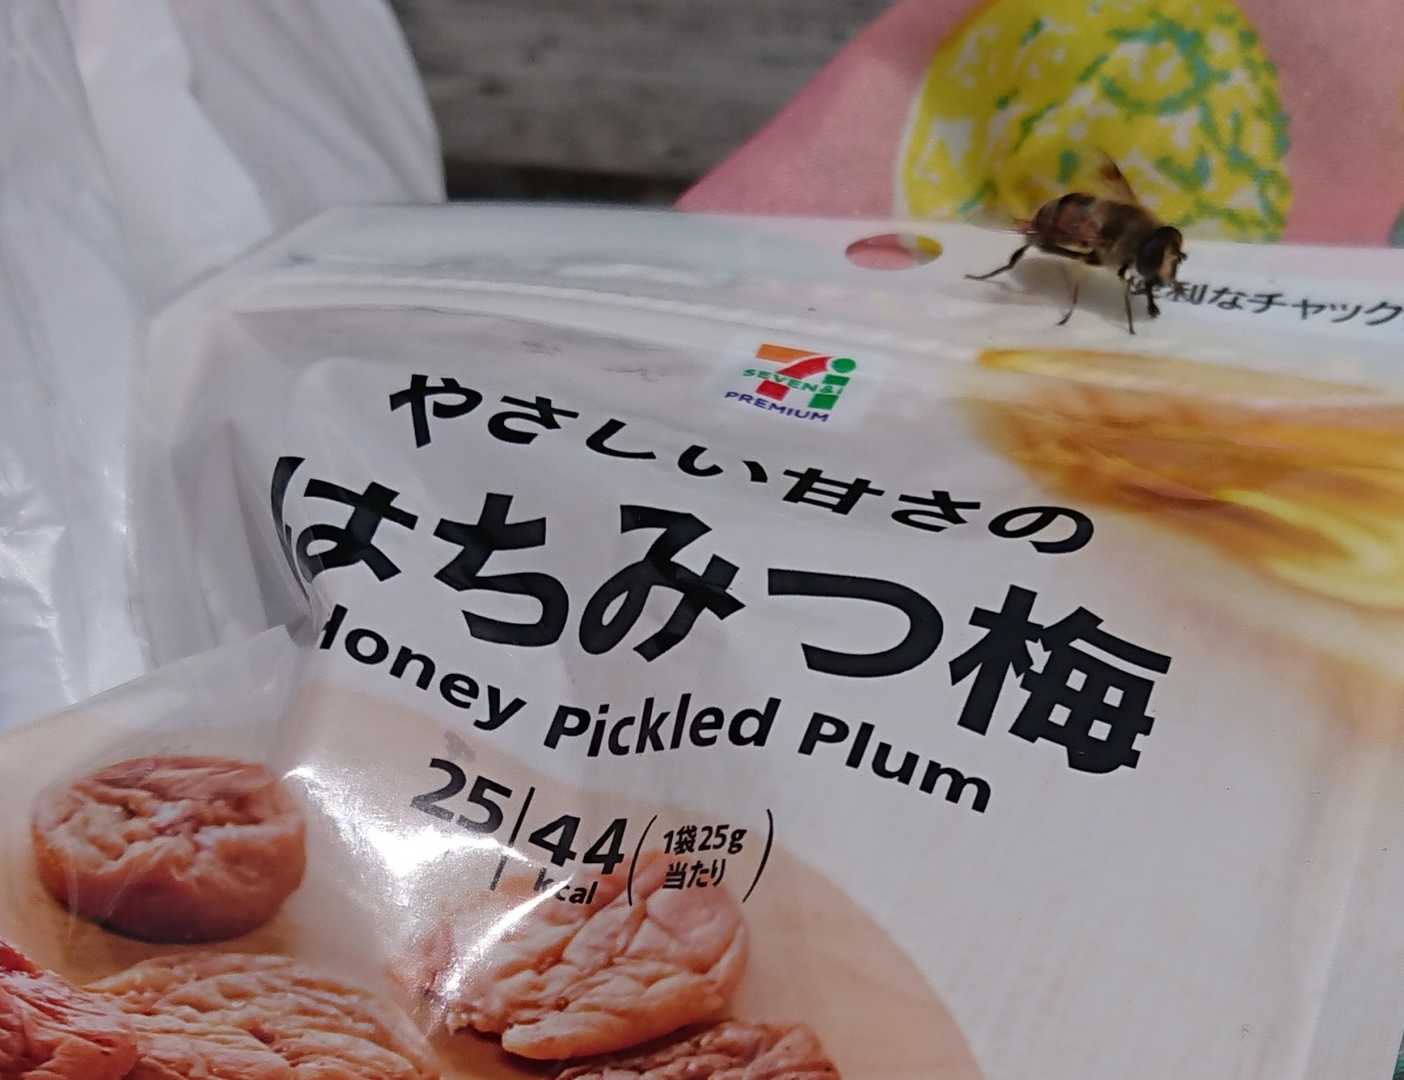 利なチャック
SEVEN&i
PREMIUM
やさしい甘さの
はちみつ梅
Honey Pickled Plum
25 44
kcal
(1袋25g
当たり)